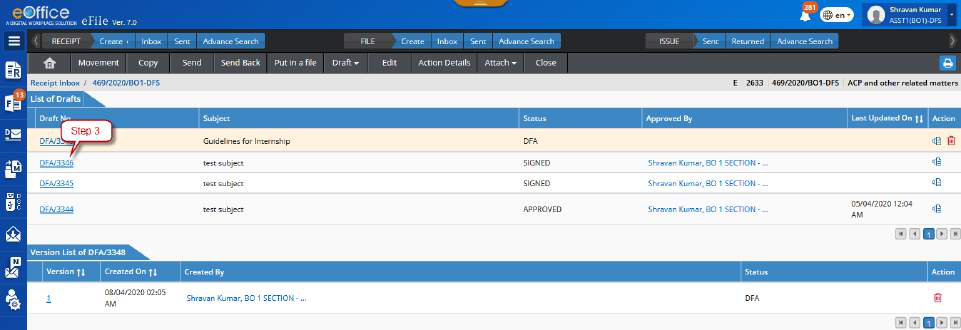 eOffice
A DIGITAL WORKPLACE SOLUTION
eFile Ver. 7.0
281
en
Shravan Kumar
ASST1(BO1)-DFS
RECEIPT Create Inbox Sent Advance Search
FILE Create Inbox Sent Advance Search
ISSUE Sent Returned Advance Search
Movement Copy Send Send Back Put in a file Draft Edit Action Details Attach Close
Receipt Inbox / 469/2020/BO1-DFS
E 2633 469/2020/BO1-DFS ACP and other related matters
13
List of Drafts
Draft No. Subject Status Approved By Last Updated On Action
Step 3
Guidelines for Internship DFA
DFA/3346 test subject SIGNED Shravan Kumar, BO 1 SECTION - ...
DFA/3345 test subject SIGNED Shravan Kumar, BO 1 SECTION - ...
DFA/3344 test subject APPROVED Shravan Kumar, BO 1 SECTION - ... 05/04/2020 12:04
AM
1
Version List of DFA/3348
Version Created On Created By Status Action
1 08/04/2020 02:05
AM Shravan Kumar, BO 1 SECTION - ... DFA
1